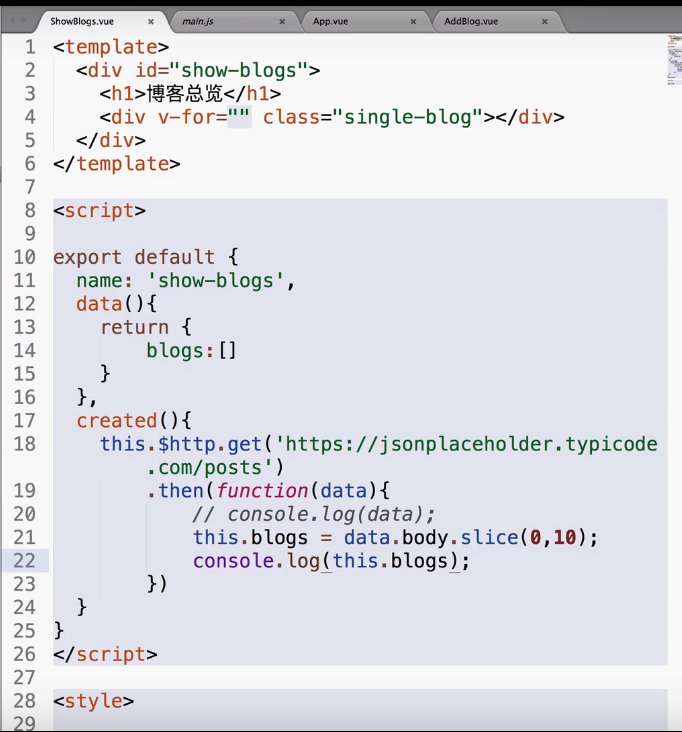 ShowBlogs.vue × main.js × App.vue × AddBlog.vue ×
1 <template>
2 <div id="show-blogs">
3 <h1>博客总览</h1>
4 <div v-for="" class="single-blog"></div>
5 </div>
6 </template>
7
8 <script>
9
10 export default {
11 name: 'show-blogs',
12 data(){
13 return {
14 blogs:[]
15 }
16 },
17 created(){
18 this.$http.get('https://jsonplaceholder.typicode
.com/posts')
19 .then(function(data){
20 // console.log(data);
21 this.blogs = data.body.slice(0,10);
22 console.log(this.blogs);
23 })
24 }
25 }
26 </script>
27
28 <style>
29